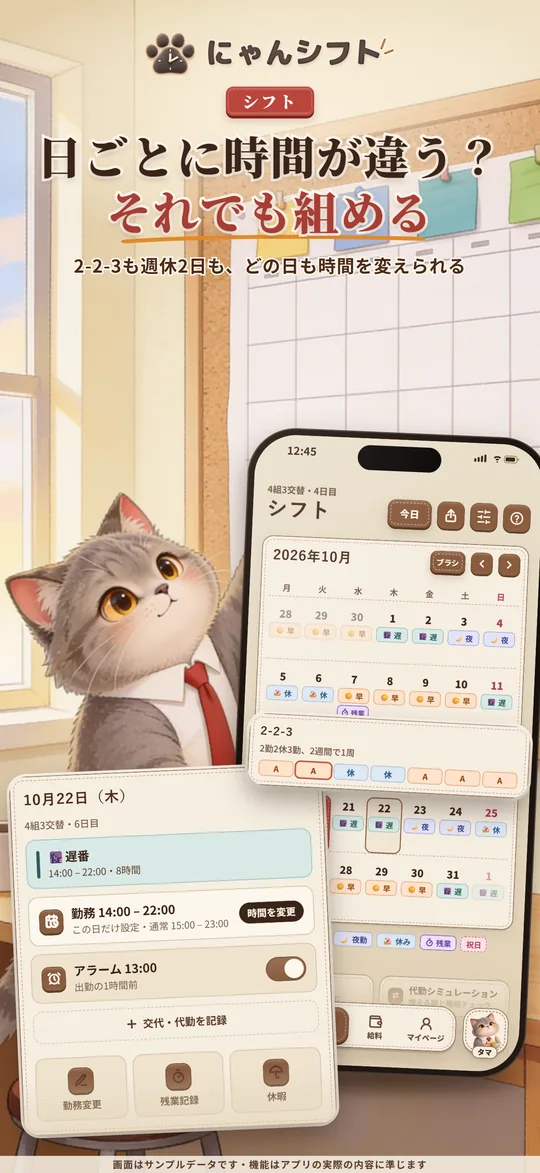 にゃんシフト
シフト
日ごとに時間が違う？
それでも組める
2-2-3も週休2日も、どの日も時間を変えられる
12:45
4組3交替・4日目
シフト
今日
2026年10月
ブラシ
月 火 水 木 金 土 日
28 29 30 1 2 3 4
早 早 早 遅 遅 夜 夜
5 6 7 8 9 10 11
休 休 早 早 早 早 遅
残業
2-2-3
2勤2休3勤、2週間で1周
A A 休 休 A A A
21 22 23 24 25
遅 遅 夜 夜 休
28 29 30 31 1
早 早 早 遅 遅
夜勤 休み 残業 祝日
代勤シミュレーション
給料 マイページ
タマ
10月22日（木）
4組3交替・6日目
遅番
14:00 – 22:00・8時間
勤務 14:00 – 22:00
この日だけ設定・通常 15:00 – 23:00
時間を変更
アラーム 13:00
出勤の1時間前
＋ 交代・代勤を記録
勤務変更 残業記録 休暇
画面はサンプルデータです・機能はアプリの実際の内容に準じます